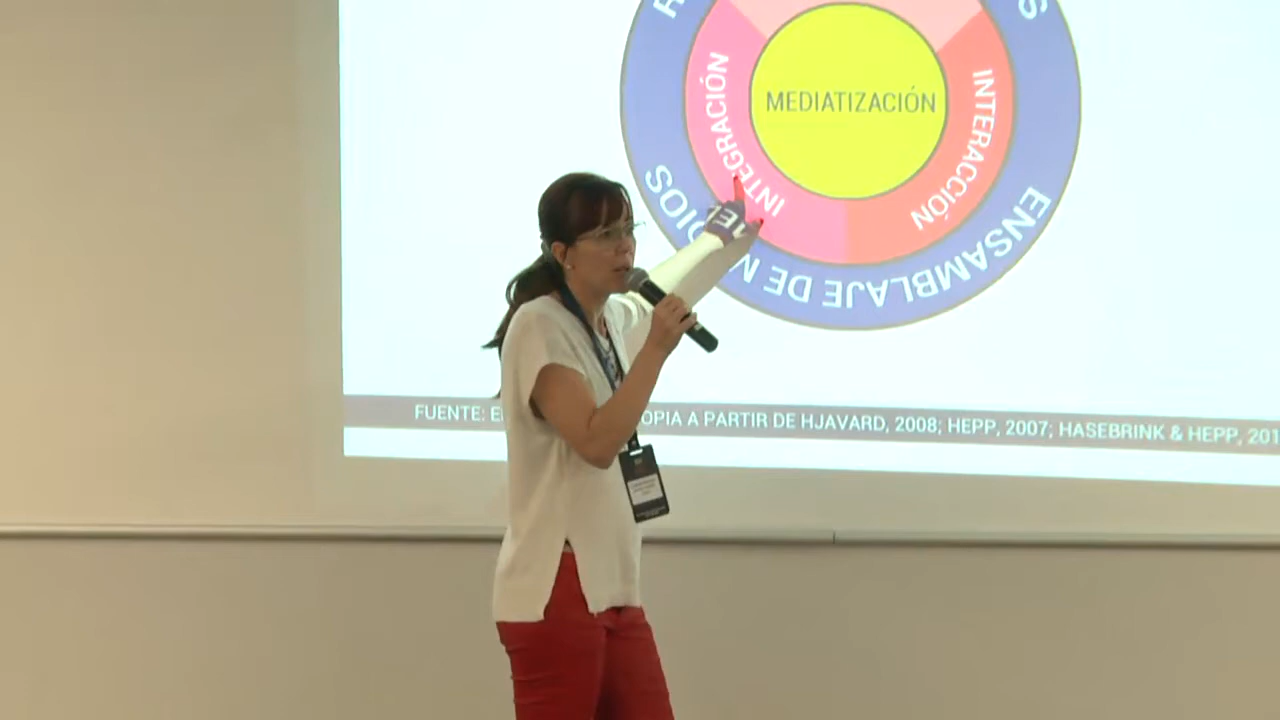 MEDIATIZACIÓN
INTEGRACIÓN
INTERACCIÓN
ENSAMBLAJE DE
FUENTE: OPIA A PARTIR DE HJAVARD, 2008; HEPP, 2007; HASEBRINK & HEPP,